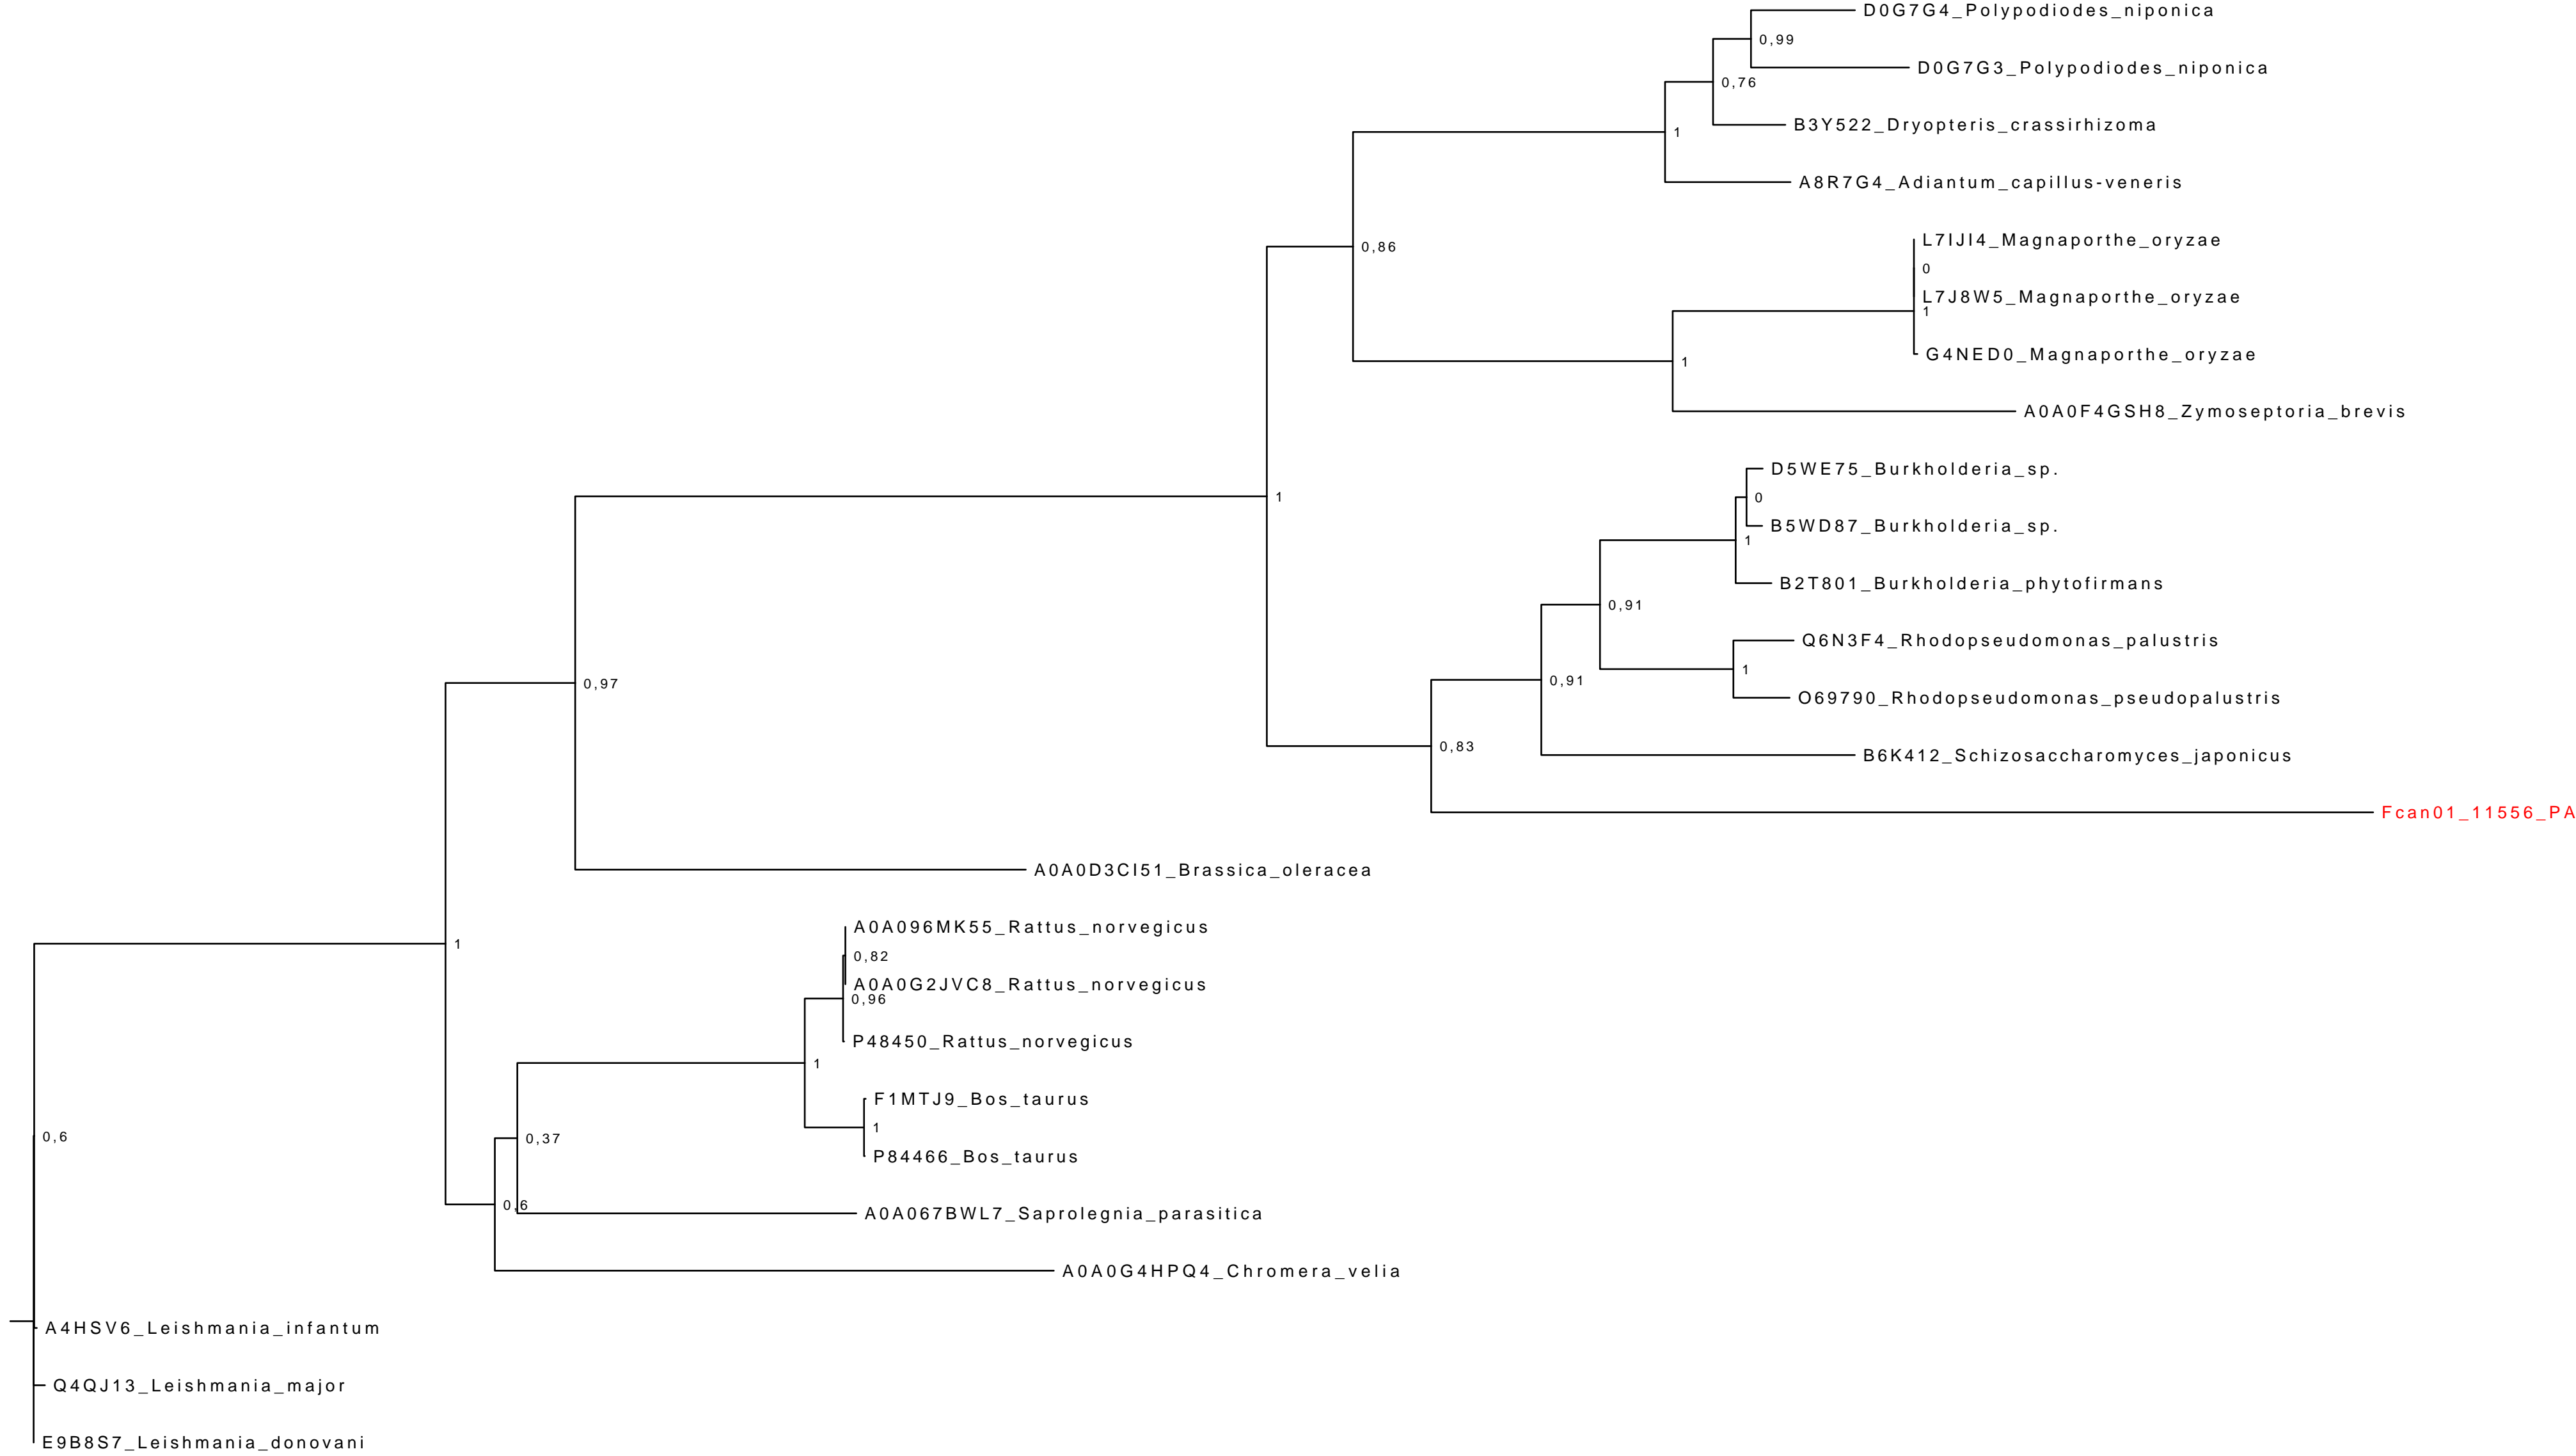 D0G7G4_Polypodiodes_niponica
0,99
D0G7G3_Polypodiodes_niponica
0,76
B3Y522_Dryopteris_crassirhizoma
1
A8R7G4_Adiantum_capillus-veneris
0,86
L7IJI4_Magnaporthe_oryzae
0
L7J8W5_Magnaporthe_oryzae
1
G4NED0_Magnaporthe_oryzae
1
A0A0F4GSH8_Zymoseptoria_brevis
1
D5WE75_Burkholderia_sp.
0
B5WD87_Burkholderia_sp.
1
B2T801_Burkholderia_phytofirmans
0,91
Q6N3F4_Rhodopseudomonas_palustris
1
O69790_Rhodopseudomonas_pseudopalustris
0,91
B6K412_Schizosaccharomyces_japonicus
0,83
Fcan01_11556_PA
0,97
A0A0D3CI51_Brassica_oleracea
1
A0A096MK55_Rattus_norvegicus
0,82
A0A0G2JVC8_Rattus_norvegicus
0,96
P48450_Rattus_norvegicus
1
F1MTJ9_Bos_taurus
1
P84466_Bos_taurus
0,37
A0A067BWL7_Saprolegnia_parasitica
0,6
A0A0G4HPQ4_Chromera_velia
0,6
A4HSV6_Leishmania_infantum
Q4QJ13_Leishmania_major
E9B8S7_Leishmania_donovani